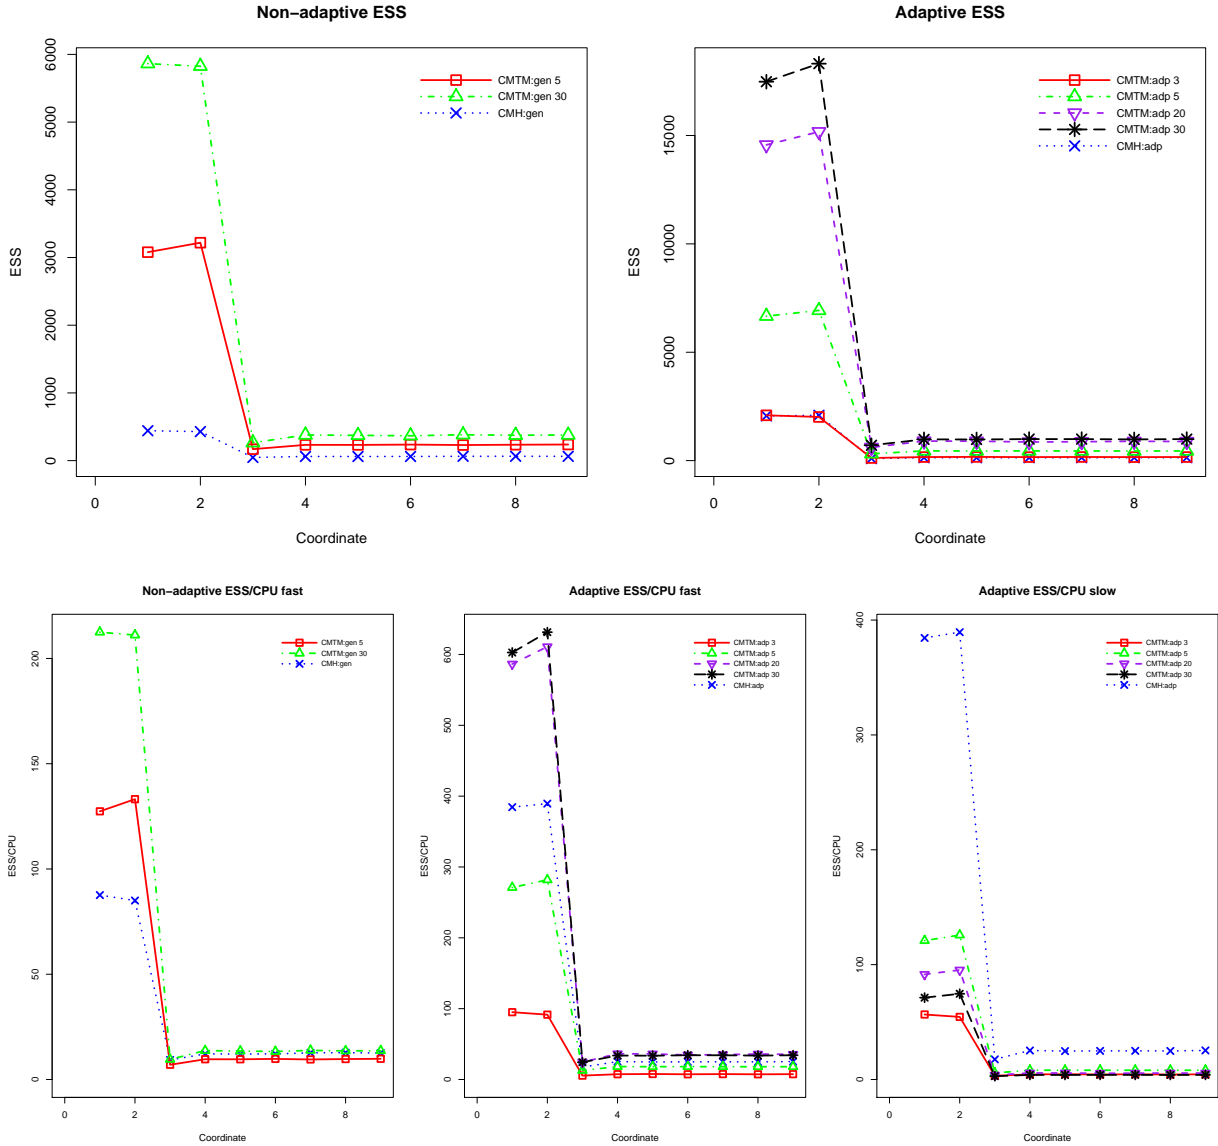 Non−adaptive ESS
ESS
0
1000
2000
3000
4000
5000
6000
0 2 4 6 8
Coordinate
CMTM:gen 5
CMTM:gen 30
CMH:gen
Adaptive ESS
ESS
0
5000
10000
15000
0 2 4 6 8
Coordinate
CMTM:adp 3
CMTM:adp 5
CMTM:adp 20
CMTM:adp 30
CMH:adp
Non−adaptive ESS/CPU fast
ESS/CPU
0
50
100
150
200
0 2 4 6 8
Coordinate
CMTM:gen 5
CMTM:gen 30
CMH:gen
Adaptive ESS/CPU fast
ESS/CPU
0
100
200
300
400
500
600
0 2 4 6 8
Coordinate
CMTM:adp 3
CMTM:adp 5
CMTM:adp 20
CMTM:adp 30
CMH:adp
Adaptive ESS/CPU slow
ESS/CPU
0
100
200
300
400
0 2 4 6 8
Coordinate
CMTM:adp 3
CMTM:adp 5
CMTM:adp 20
CMTM:adp 30
CMH:adp